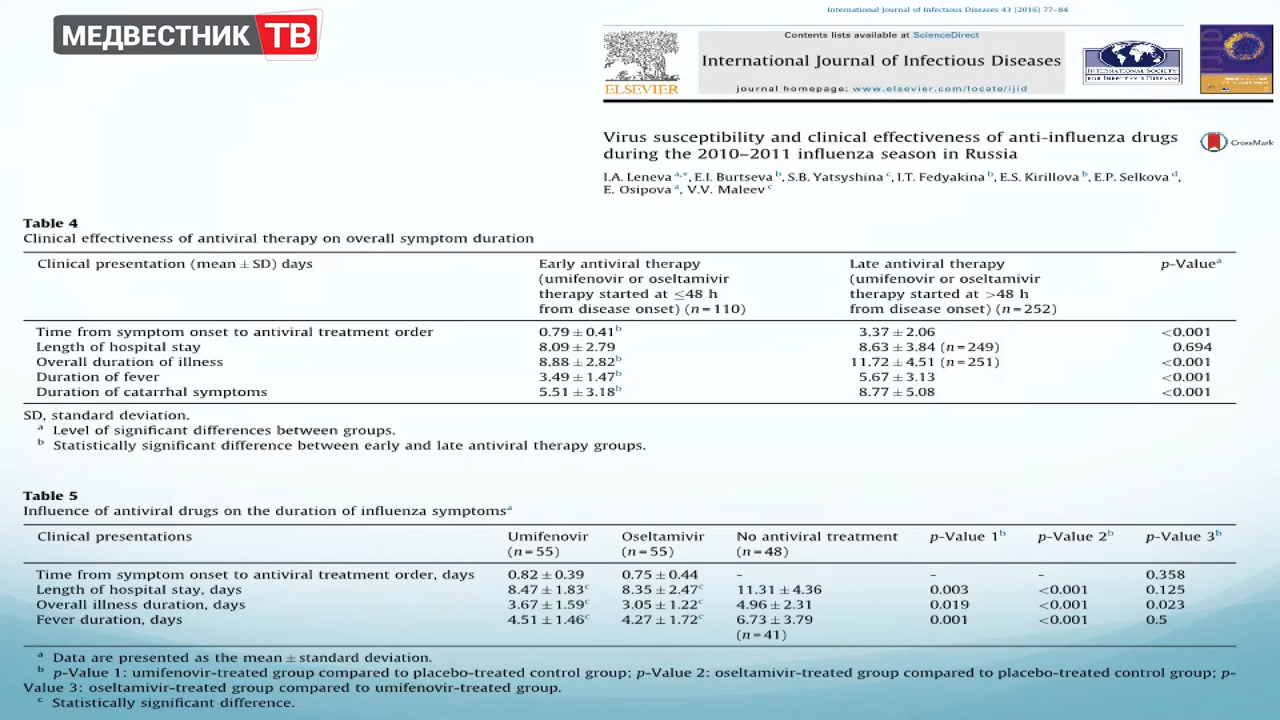 International Journal of Infectious Diseases 43 (2016) 77–84
МЕДВЕСТНИК ТВ
Contents lists available at ScienceDirect
International Journal of Infectious Diseases
journal homepage: www.elsevier.com/locate/ijid
ELSEVIER
INTERNATIONAL SOCIETY
FOR INFECTIOUS DISEASES
IJID
Virus susceptibility and clinical effectiveness of anti-influenza drugs
during the 2010–2011 influenza season in Russia
CrossMark
I.A. Leneva a,*, E.I. Burtseva b, S.B. Yatsyshina c, I.T. Fedyakina b, E.S. Kirillova b, E.P. Selkova d,
E. Osipova a, V.V. Maleev c
Table 4
Clinical effectiveness of antiviral therapy on overall symptom duration
Clinical presentation (mean ± SD) days Early antiviral therapy Late antiviral therapy p-Value a
(umifenovir or oseltamivir (umifenovir or oseltamivir
therapy started at ≤48 h therapy started at >48 h
from disease onset) (n = 110) from disease onset) (n = 252)
Time from symptom onset to antiviral treatment order 0.79 ± 0.41 b 3.37 ± 2.06 <0.001
Length of hospital stay 8.09 ± 2.79 8.63 ± 3.84 (n = 249) 0.694
Overall duration of illness 8.88 ± 2.82 b 11.72 ± 4.51 (n = 251) <0.001
Duration of fever 3.49 ± 1.47 b 5.67 ± 3.13 <0.001
Duration of catarrhal symptoms 5.51 ± 3.18 b 8.77 ± 5.08 <0.001
SD, standard deviation.
a Level of significant differences between groups.
b Statistically significant difference between early and late antiviral therapy groups.
Table 5
Influence of antiviral drugs on the duration of influenza symptoms a
Clinical presentations Umifenovir Oseltamivir No antiviral treatment p-Value 1 b p-Value 2 b p-Value 3 b
(n = 55) (n = 55) (n = 48)
Time from symptom onset to antiviral treatment order, days 0.82 ± 0.39 0.75 ± 0.44 - - - 0.358
Length of hospital stay, days 8.47 ± 1.83 c 8.35 ± 2.47 c 11.31 ± 4.36 0.003 <0.001 0.125
Overall illness duration, days 3.67 ± 1.59 c 3.05 ± 1.22 c 4.96 ± 2.31 0.019 <0.001 0.023
Fever duration, days 4.51 ± 1.46 c 4.27 ± 1.72 c 6.73 ± 3.79 0.001 <0.001 0.5
(n = 41)
a Data are presented as the mean ± standard deviation.
b p-Value 1: umifenovir-treated group compared to placebo-treated control group; p-Value 2: oseltamivir-treated group compared to placebo-treated control group; p-
Value 3: oseltamivir-treated group compared to umifenovir-treated group.
c Statistically significant difference.